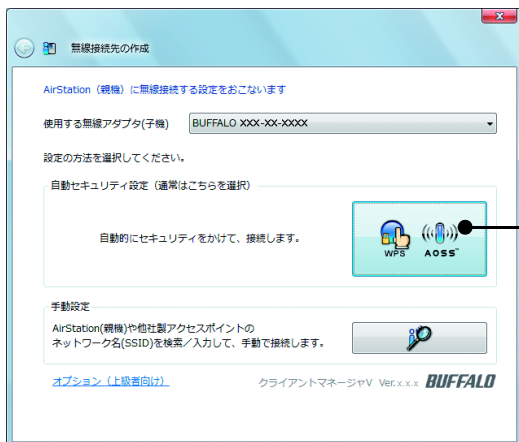 無線接続先の作成
AirStation（親機）に無線接続する設定をおこないます
使用する無線アダプタ(子機) BUFFALO XXX-XX-XXXX
設定の方法を選択してください。
自動セキュリティ設定（通常はこちらを選択）
自動的にセキュリティをかけて、接続します。
WPS AOSS™
手動設定
AirStation(親機)や他社製アクセスポイントの
ネットワーク名(SSID)を検索／入力して、手動で接続します。
オプション（上級者向け） クライアントマネージャV Ver.x.x.x BUFFALO